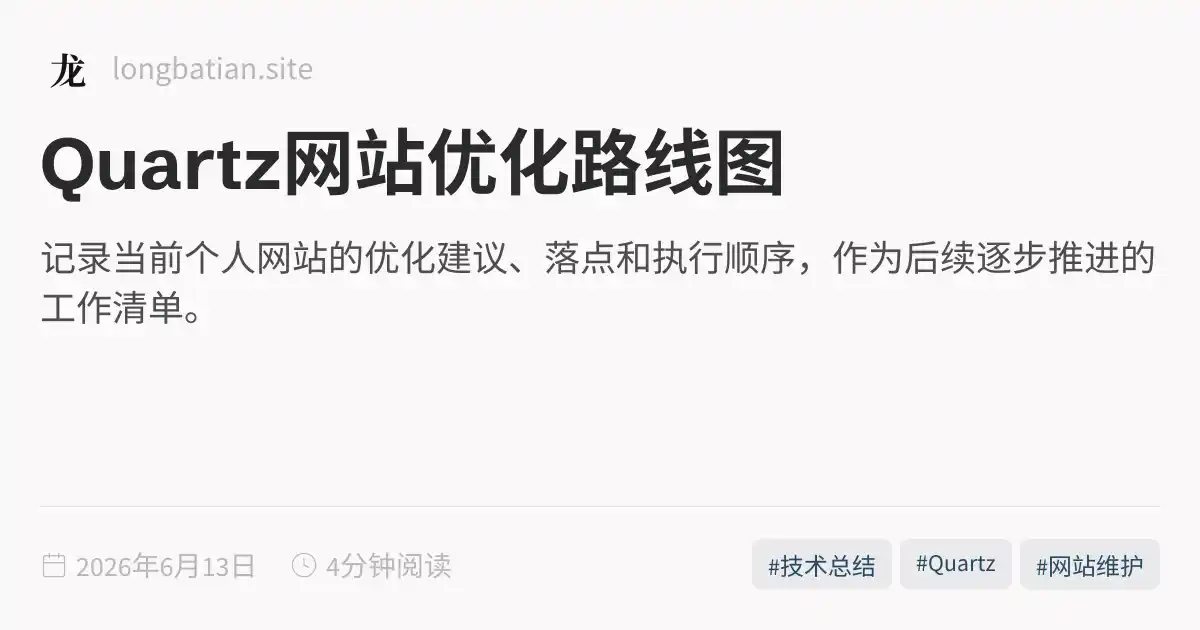 龙 longbatian.site
Quartz网站优化路线图
记录当前个人网站的优化建议、落点和执行顺序，作为后续逐步推进的
工作清单。
2026年6月13日 4分钟阅读 #技术总结 #Quartz #网站维护